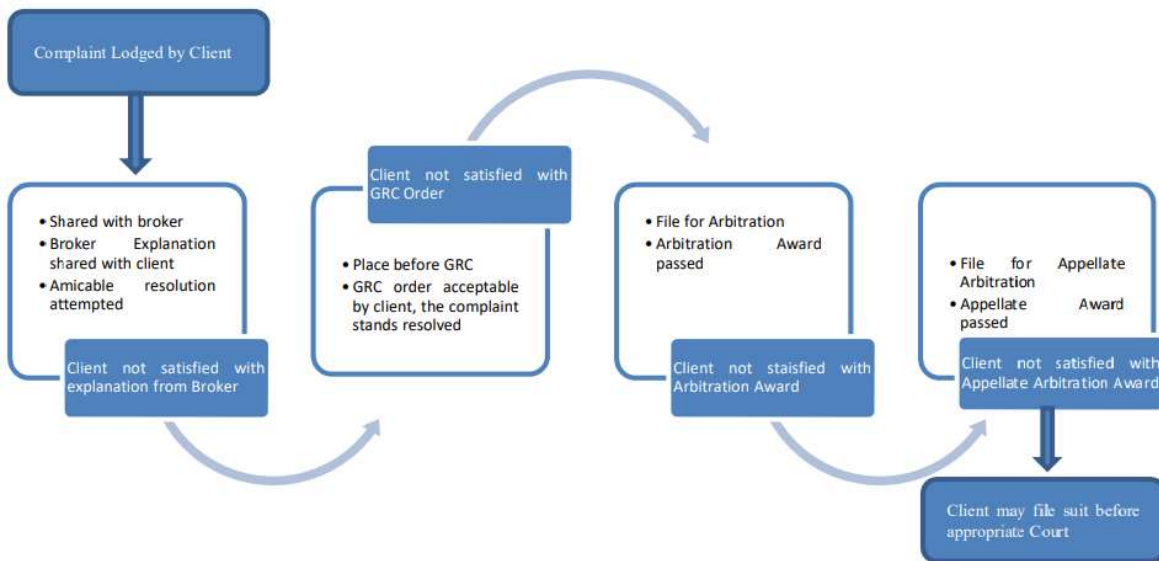 Complaint Lodged by Client
• Shared with broker
• Broker Explanation
shared with client
• Amicable resolution
attempted
Client not satisfied with
explanation from Broker
Client not satisfied with
GRC Order
• Place before GRC
• GRC order acceptable
by client, the complaint
stands resolved
• File for Arbitration
• Arbitration Award
passed
Client not staisfied with
Arbitration Award
• File for Appellate
Arbitration
• Appellate Award
passed
Client not satisfied with
Appellate Arbitration Award
Client may file suit before
appropriate Court